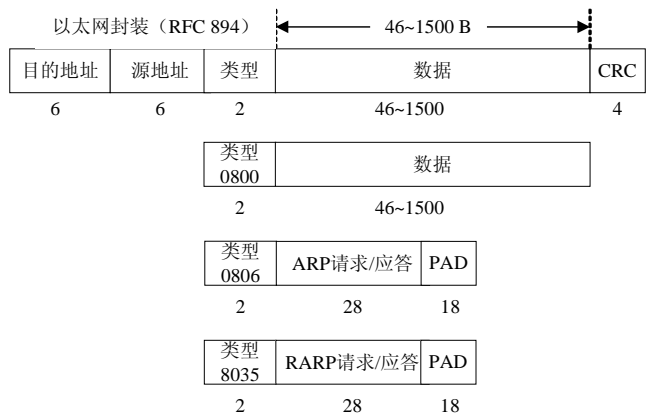 以太网封装（RFC 894） 46~1500 B
目的地址 源地址 类型 数据 CRC
6 6 2 46~1500 4
类型 0800 数据
2 46~1500
类型 0806 ARP请求/应答 PAD
2 28 18
类型 8035 RARP请求/应答 PAD
2 28 18